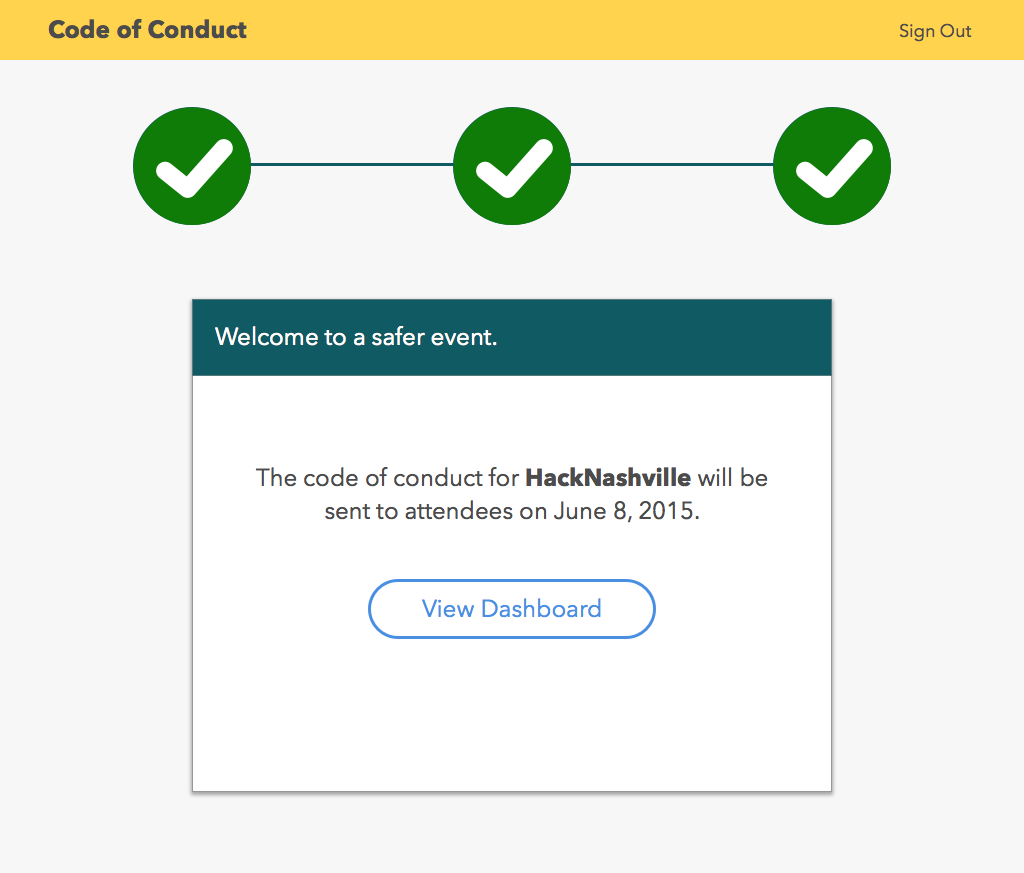 Code of Conduct
Sign Out
Welcome to a safer event.
The code of conduct for HackNashville will be
sent to attendees on June 8, 2015.
View Dashboard